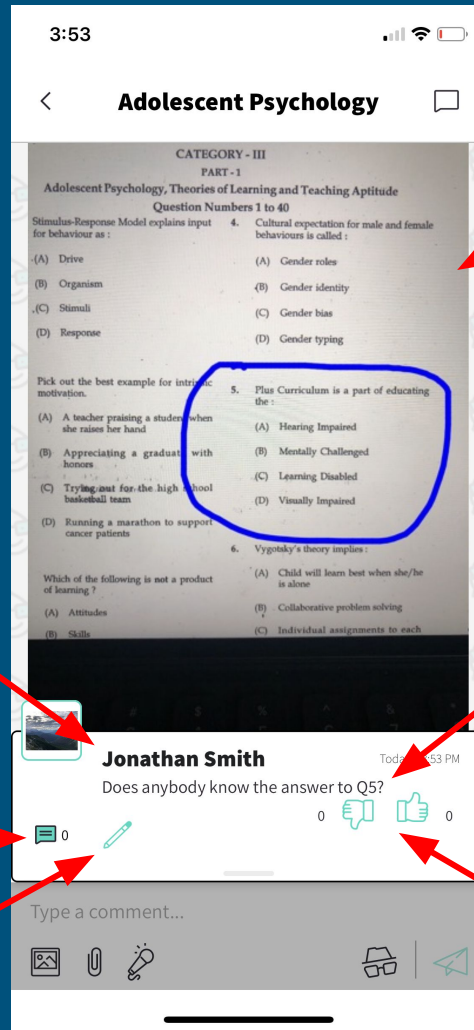 3:53
Adolescent Psychology
CATEGORY - III
PART - 1
Adolescent Psychology, Theories of Learning and Teaching Aptitude
Question Numbers 1 to 40
Stimulus-Response Model explains input
for behaviour as :
(A) Drive
(B) Organism
(C) Stimuli
(D) Response
Pick out the best example for intrinsic
motivation.
(A) A teacher praising a student when
she raises her hand
(B) Appreciating a graduate with
honors
(C) Trying out for the high school
basketball team
(D) Running a marathon to support
cancer patients
Which of the following is not a product
of learning ?
(A) Attitudes
(B) Skills
4. Cultural expectation for male and female
behaviours is called :
(A) Gender roles
(B) Gender identity
(C) Gender bias
(D) Gender typing
5. Plus Curriculum is a part of educating
the :
(A) Hearing Impaired
(B) Mentally Challenged
(C) Learning Disabled
(D) Visually Impaired
6. Vygotsky's theory implies :
(A) Child will learn best when she/he
is alone
(B) Collaborative problem solving
(C) Individual assignments to each
Jonathan Smith
:53 PM
Does anybody know the answer to Q5?
0
0
0
Type a comment...